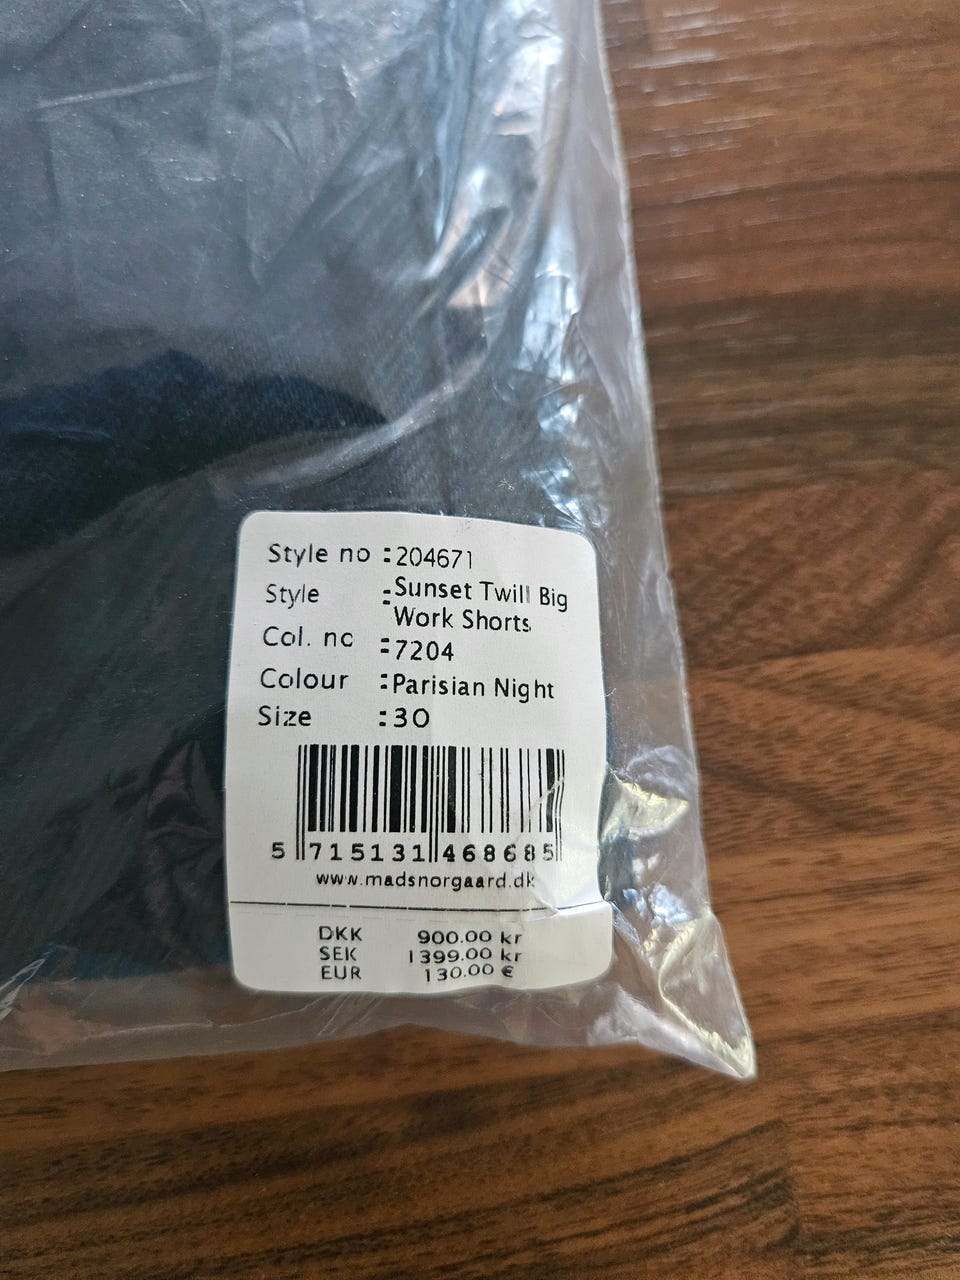 Style no : 204671
Style : Sunset Twill Big
Work Shorts
Col. no : 7204
Colour : Parisian Night
Size : 30
5 715131 468685
www.madsnorgaard.dk
DKK 900.00 kr
SEK 1399.00 kr
EUR 130.00 €